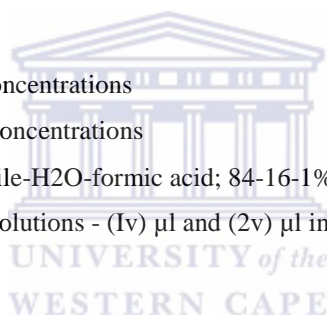 oncentrations
oncentrations
ile-H2O-formic acid; 84-16-1%
olutions - (Iv) µl and (2v) µl in
UNIVERSITY of the
WESTERN CAPE